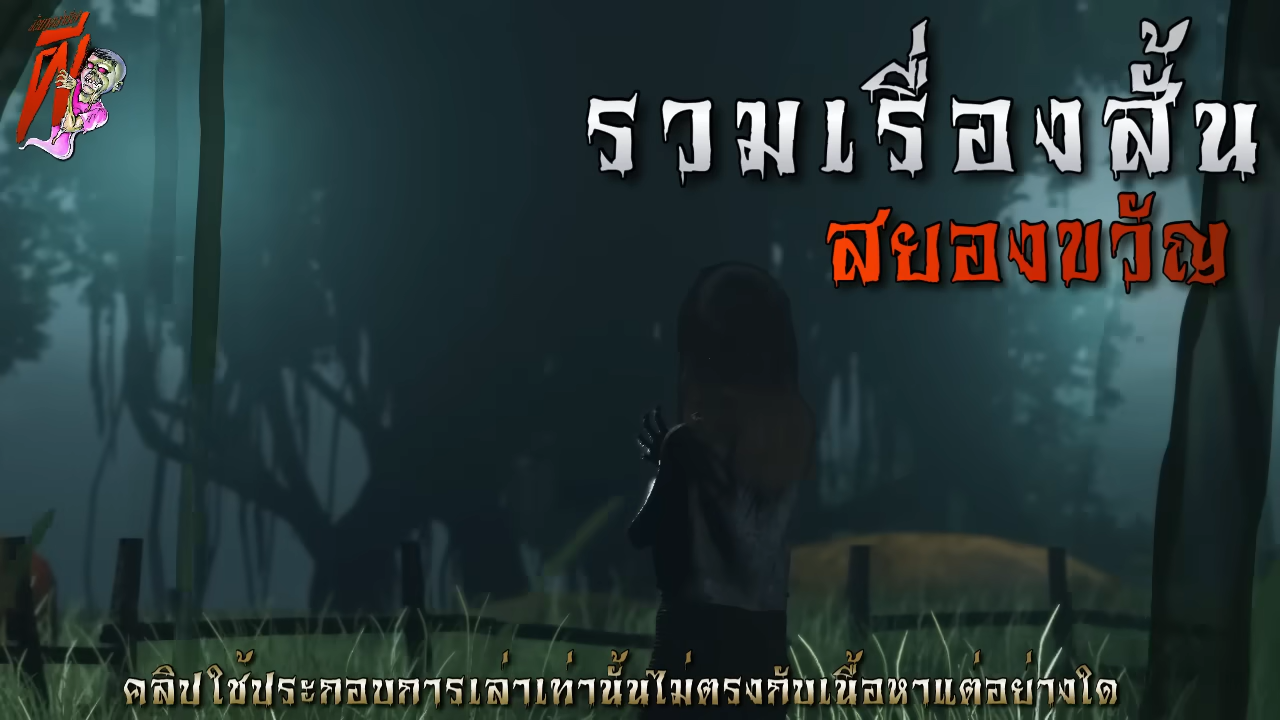 ผี
รวมเรื่องสั้น
สยองขวัญ
คลิปใช้ประกอบการเล่าเท่านั้นไม่ตรงกับเนื้อหาแต่อย่างใด